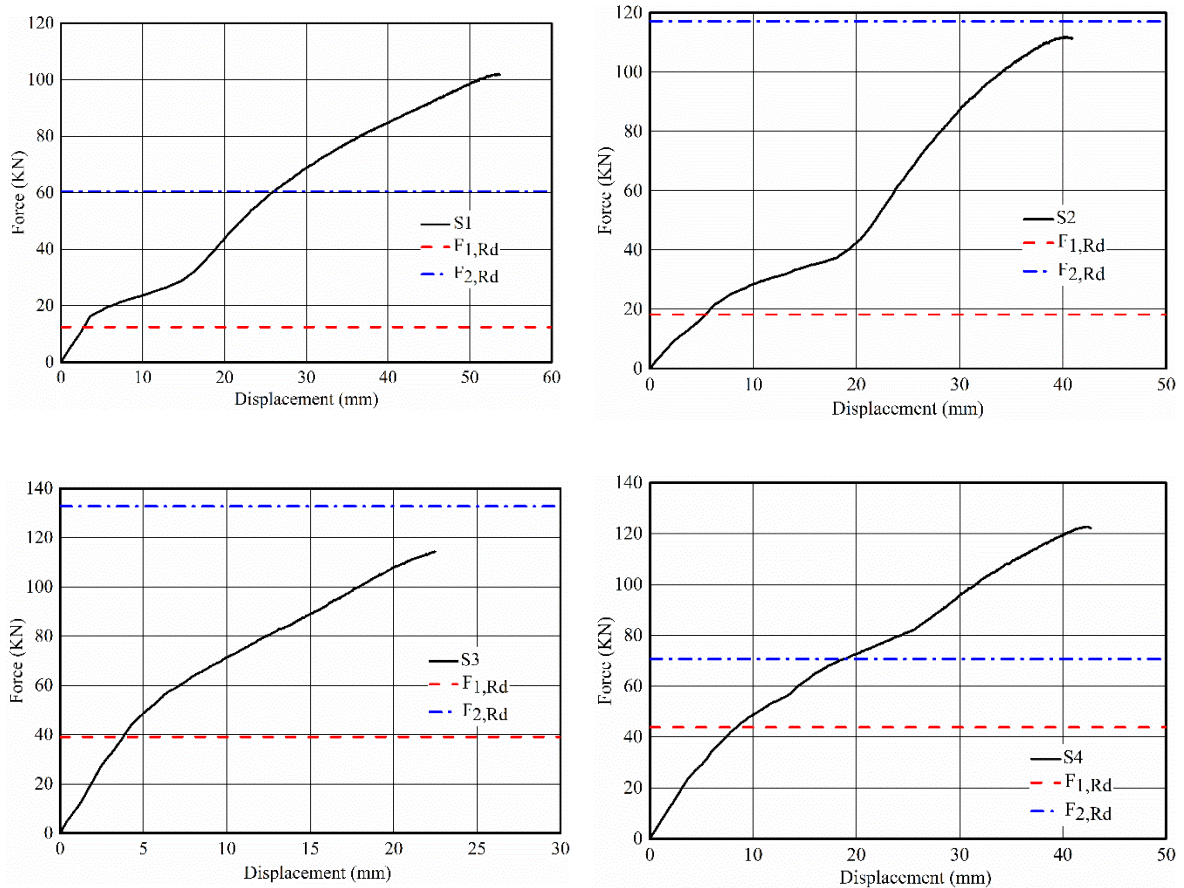 120
100
80
60
40
20
0
Force (KN)
S1
F1,Rd
F2,Rd
0 10 20 30 40 50 60
Displacement (mm)
120
100
80
60
40
20
0
Force (KN)
S2
F1,Rd
F2,Rd
0 10 20 30 40 50
Displacement (mm)
140
120
100
80
60
40
20
0
Force (KN)
S3
F1,Rd
F2,Rd
0 5 10 15 20 25 30
Displacement (mm)
140
120
100
80
60
40
20
0
Force (KN)
S4
F1,Rd
F2,Rd
0 10 20 30 40 50
Displacement (mm)